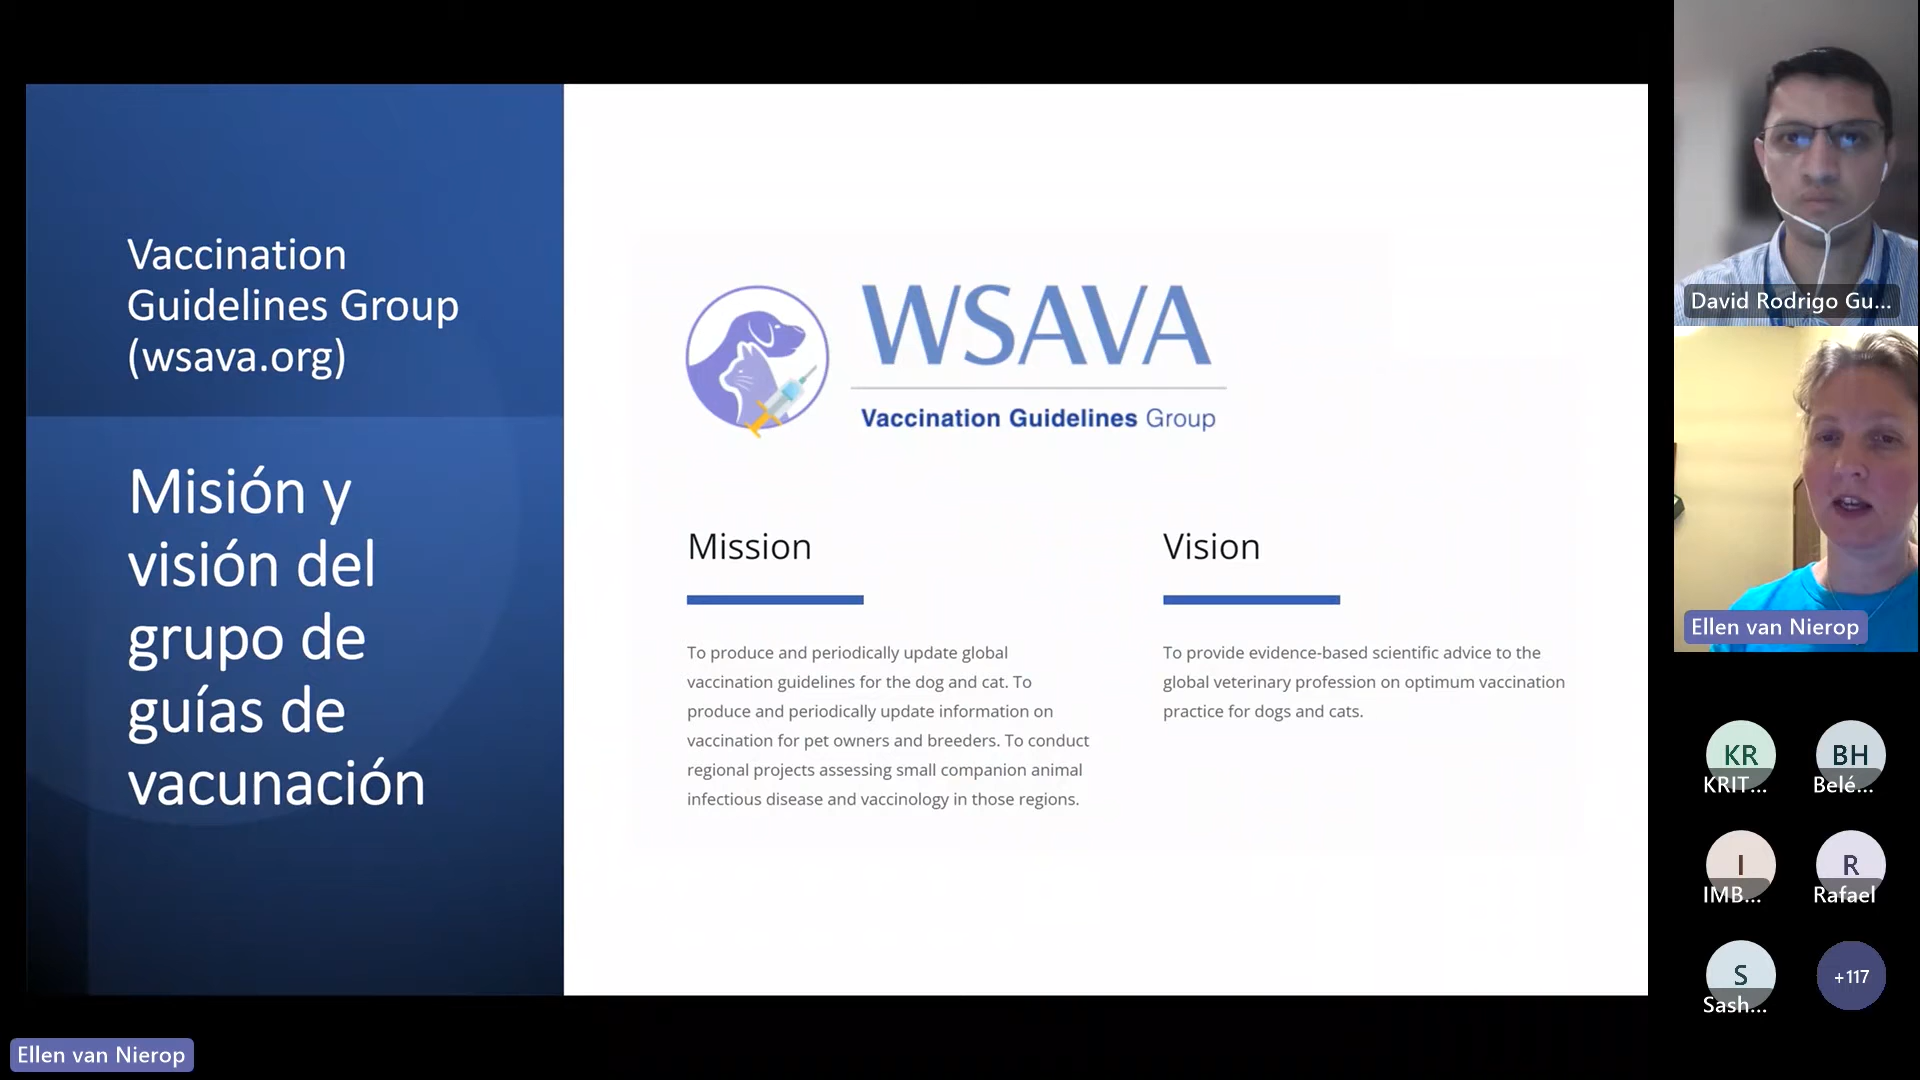 Vaccination
Guidelines Group
(wsava.org)
Misión y
visión del
grupo de
guías de
vacunación
WSAVA
Vaccination Guidelines Group
Mission
To produce and periodically update global
vaccination guidelines for the dog and cat. To
produce and periodically update information on
vaccination for pet owners and breeders. To conduct
regional projects assessing small companion animal
infectious disease and vaccinology in those regions.
Vision
To provide evidence-based scientific advice to the
global veterinary profession on optimum vaccination
practice for dogs and cats.
David Rodrigo Gu...
Ellen van Nierop
KR
KRIT...
BH
Belé...
I
IMB...
R
Rafael
S
Sash...
+117
Ellen van Nierop